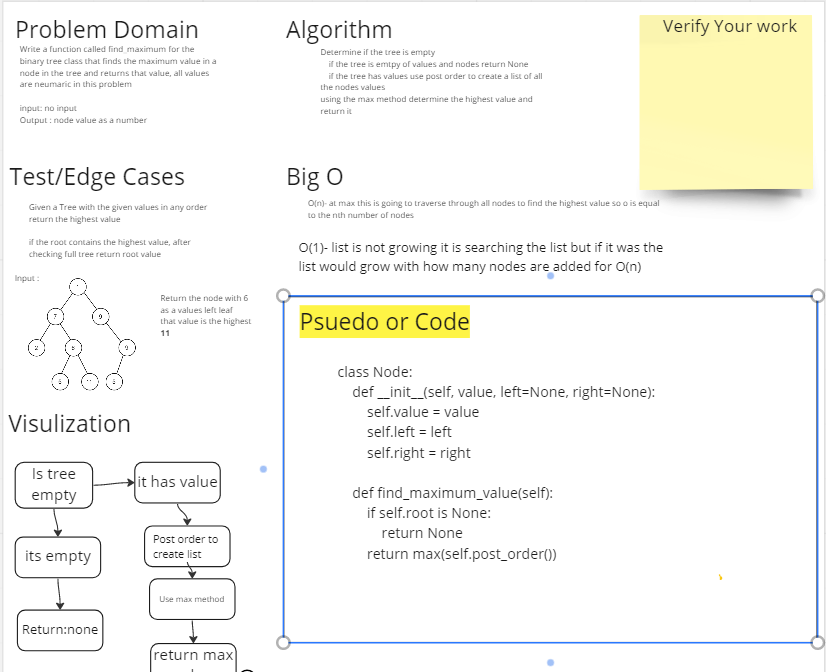 Problem Domain
Write a function called find_maximum for the
binary tree class that finds the maximum value in a
node in the tree and returns that value, all values
are neumaric in this problem
input: no input
Output : node value as a number
Algorithm
Determine if the tree is empty
if the tree is emtpy of values and nodes return None
if the tree has values use post order to create a list of all
the nodes values
using the max method determine the highest value and
return it
Verify Your work
Test/Edge Cases
Given a Tree with the given values in any order
return the highest value
if the root contains the highest value, after
checking full tree return root value
Input :
7
9
2
Return the node with 6
as a values left leaf
that value is the highest
11
Big O
O(n)- at max this is going to traverse through all nodes to find the highest value so o is equal
to the nth number of nodes
O(1)- list is not growing it is searching the list but if it was the
list would grow with how many nodes are added for O(n)
Psuedo or Code
class Node:
def __init__(self, value, left=None, right=None):
self.value = value
self.left = left
self.right = right
def find_maximum_value(self):
if self.root is None:
return None
return max(self.post_order())
Visulization
Is tree
empty
it has value
its empty
Post order to
create list
Return:none
Use max method
return max